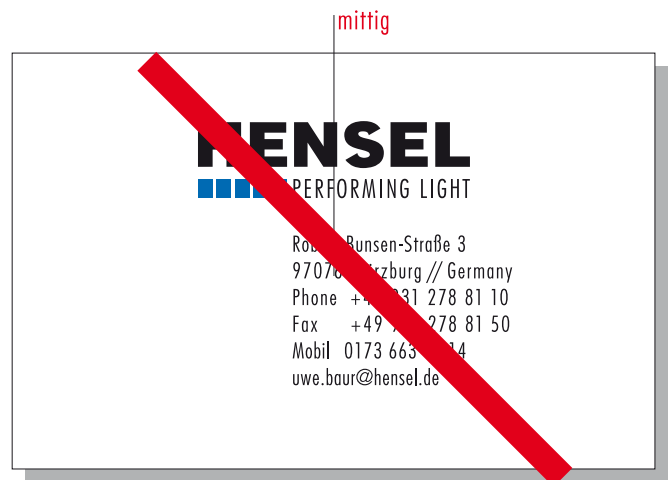 mittig
HENSEL
PERFORMING LIGHT
Bunsen-Straße 3
Germany
Phone 278 81 10
Fax +49 278 81 50
Mobil 0173
uwe.baur@hensel.de